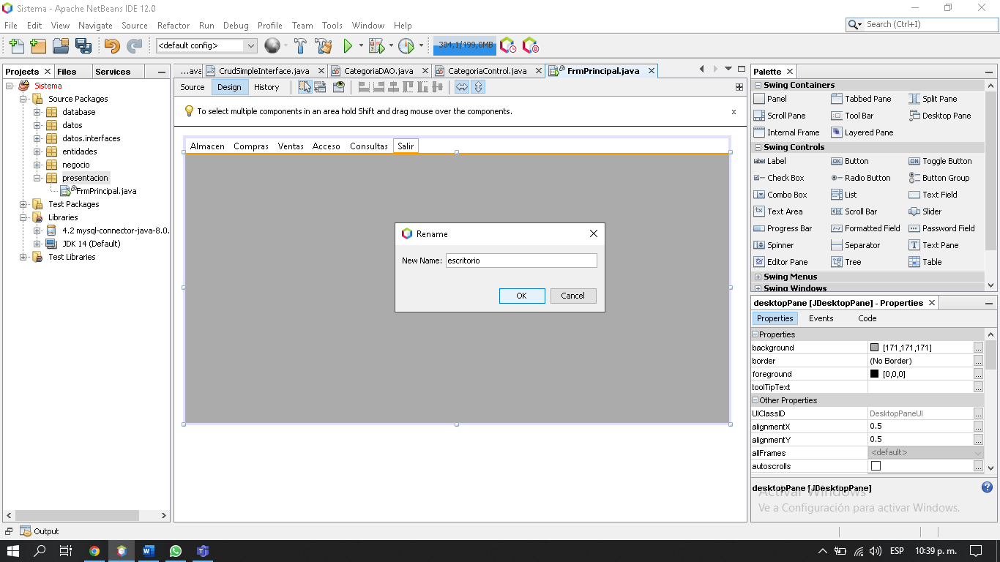 Sistema - Apache NetBeans IDE 12.0
File Edit View Navigate Source Refactor Run Debug Profile Team Tools Window Help
Search (Ctrl+I)
<default config>
304,1/499,0MB
Projects Files Services
...ava CrudSimpleInterface.java CategoriaDAO.java CategoriaControl.java FrmPrincipal.java
Palette
Sistema
Source Packages
database
datos
datos.interfaces
entidades
negocio
presentacion
FrmPrincipal.java
Test Packages
Libraries
4.2 mysql-connector-java-8.0.
JDK 14 (Default)
Test Libraries
Source Design History
To select multiple components in an area hold Shift and drag mouse over the components.
x
Almacen Compras Ventas Acceso Consultas Salir
Rename
New Name: escritorio
OK Cancel
Swing Containers
Panel Tabbed Pane Split Pane
Scroll Pane Tool Bar Desktop Pane
Internal Frame Layered Pane
Swing Controls
label Label OK Button ON Toggle Button
Check Box Radio Button Button Group
Combo Box List Text Field
Text Area Scroll Bar Slider
Progress Bar Formatted Field Password Field
Spinner Separator T Text Pane
Editor Pane Tree Table
Swing Menus
Swing Windows
desktopPane [JDesktopPane] - Properties
Properties Events Code
Properties
background [171,171,171] ...
border (No Border) ...
foreground [0,0,0] ...
toolTipText ...
Other Properties
UIClassID DesktopPaneUI ...
alignmentX 0.5 ...
alignmentY 0.5 ...
allFrames <default> ...
autoscrolls ...
desktopPane [JDesktopPane]
Activar Windows
Ve a Configuración para activar Windows.
Output
ESP 10:39 p. m.